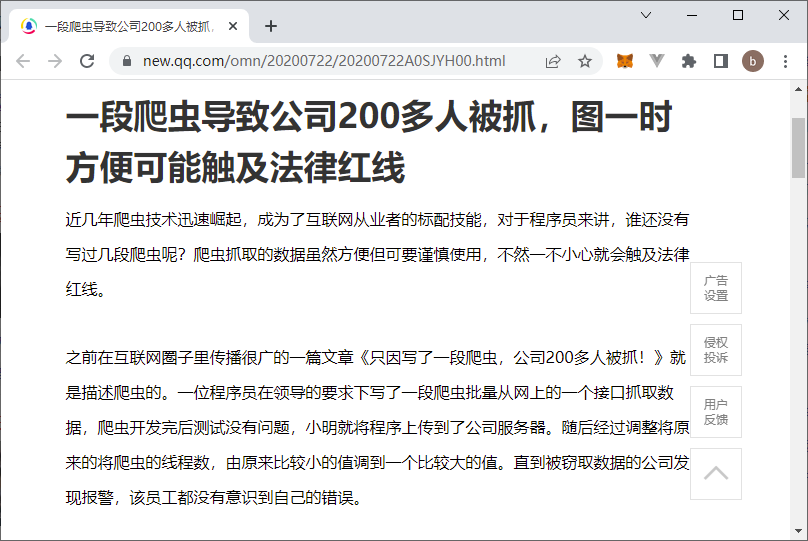 一段爬虫导致公司200多人被抓，
new.qq.com/omn/20200722/20200722A0SJYH00.html
b
一段爬虫导致公司200多人被抓，图一时
方便可能触及法律红线
近几年爬虫技术迅速崛起，成为了互联网从业者的标配技能，对于程序员来讲，谁还没有
写过几段爬虫呢？爬虫抓取的数据虽然方便但可要谨慎使用，不然一不小心就会触及法律
红线。
广告
设置
侵权
投诉
之前在互联网圈子里传播很广的一篇文章《只因写了一段爬虫，公司200多人被抓！》就
是描述爬虫的。一位程序员在领导的要求下写了一段爬虫批量从网上的一个接口抓取数
据，爬虫开发完后测试没有问题，小明就将程序上传到了公司服务器。随后经过调整将原
来的将爬虫的线程数，由原来比较小的值调到一个比较大的值。直到被窃取数据的公司发
现报警，该员工都没有意识到自己的错误。
用户
反馈